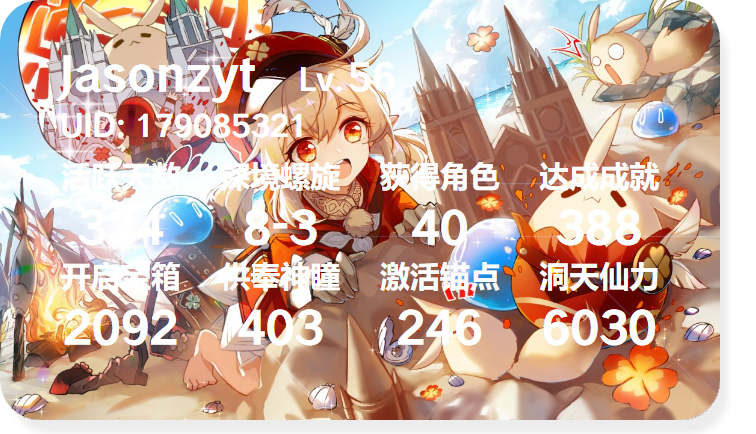 Jasonzyt Lv.56
UID: 179085321
活跃天数 深境螺旋 获得角色 达成成就
8-3 40 388
开启宝箱 供奉神瞳 激活锚点 洞天仙力
2092 403 246 6030